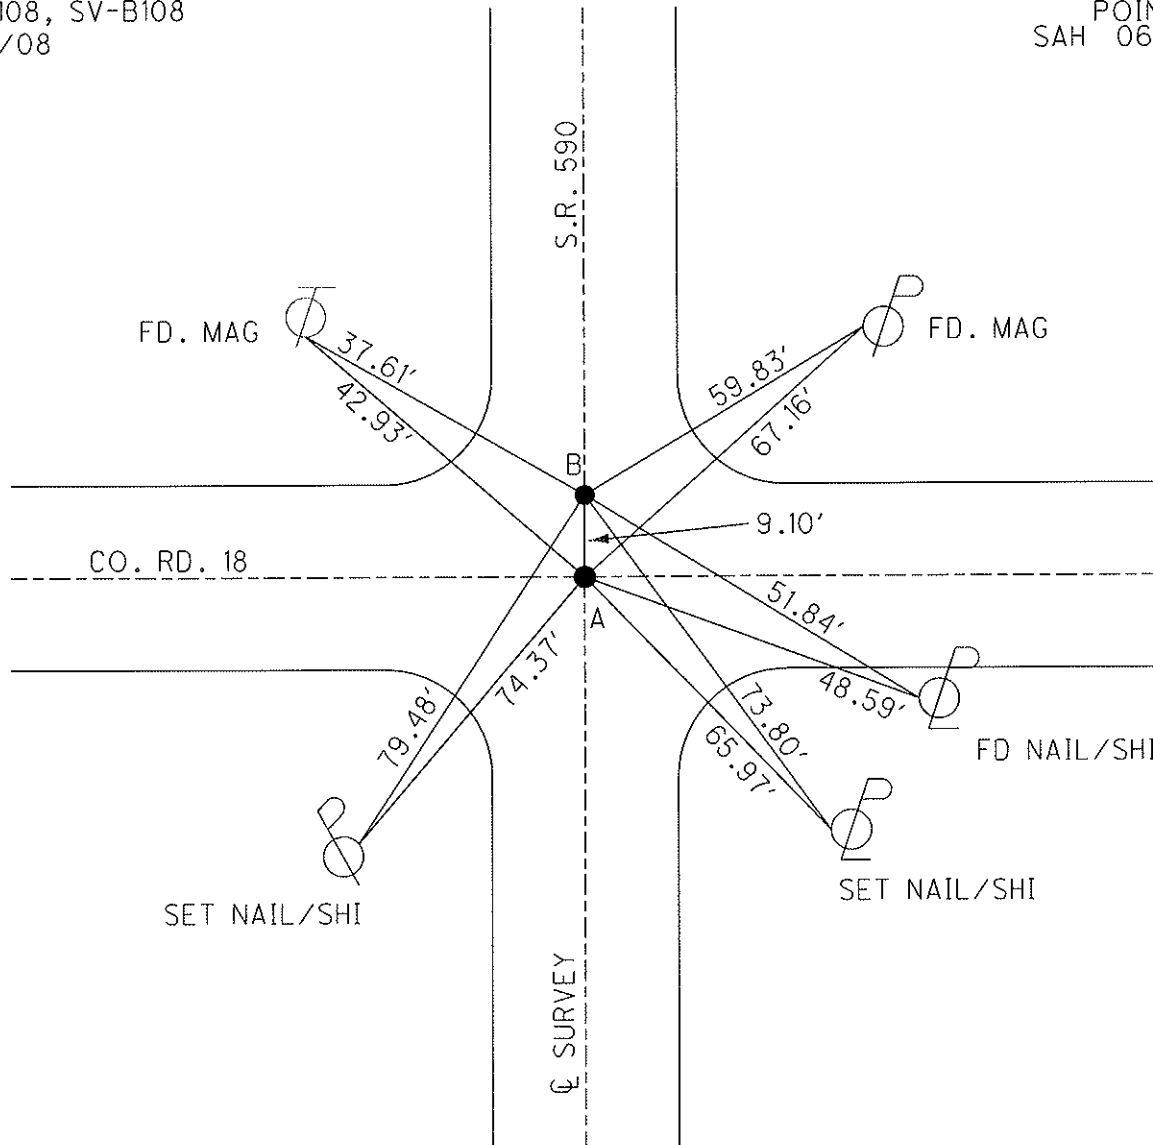 108, SV-B108
/08
POIN
SAH 06
S.R. 590
FD. MAG
37.61'
42.93'
59.83'
67.16'
FD. MAG
B
9.10'
CO. RD. 18
A
51.84'
48.59'
79.48'
74.37'
73.80'
65.97'
FD NAIL/SHI
SET NAIL/SHI
SET NAIL/SHI
℄ SURVEY